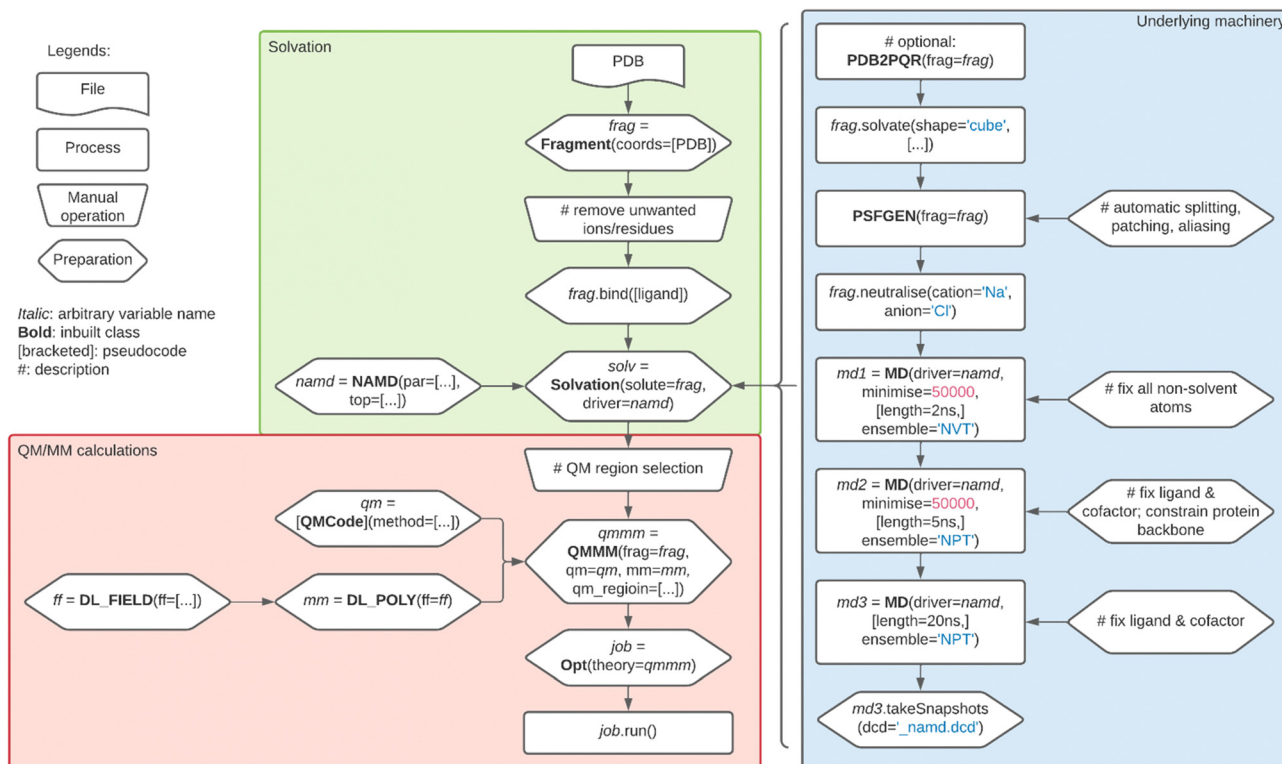 Legends:
File
Process
Manual
operation
Preparation
Italic: arbitrary variable name
Bold: inbuilt class
[bracketed]: pseudocode
#: description
Solvation
PDB
frag =
Fragment(coords=[PDB])
# remove unwanted
ions/residues
frag.bind([ligand])
namd = NAMD(par=[...],
top=[...])
solv =
Solvation(solute=frag,
driver=namd)
QM/MM calculations
# QM region selection
qm =
[QMCode](method=[...])
ff = DL_FIELD(ff=[...])
mm = DL_POLY(ff=ff)
qmmm =
QMMM(frag=frag,
qm=qm, mm=mm,
qm_regioin=[...])
job =
Opt(theory=qmmm)
job.run()
Underlying machinery
# optional:
PDB2PQR(frag=frag)
frag.solvate(shape='cube',
[...])
PSFGEN(frag=frag)
# automatic splitting,
patching, aliasing
frag.neutralise(cation='Na',
anion='Cl')
md1 = MD(driver=namd,
minimise=50000,
[length=2ns,]
ensemble='NVT')
# fix all non-solvent
atoms
md2 = MD(driver=namd,
minimise=50000,
[length=5ns,]
ensemble='NPT')
# fix ligand &
cofactor; constrain protein
backbone
md3 = MD(driver=namd,
[length=20ns,]
ensemble='NPT')
# fix ligand & cofactor
md3.takeSnapshots
(dcd='_namd.dcd')